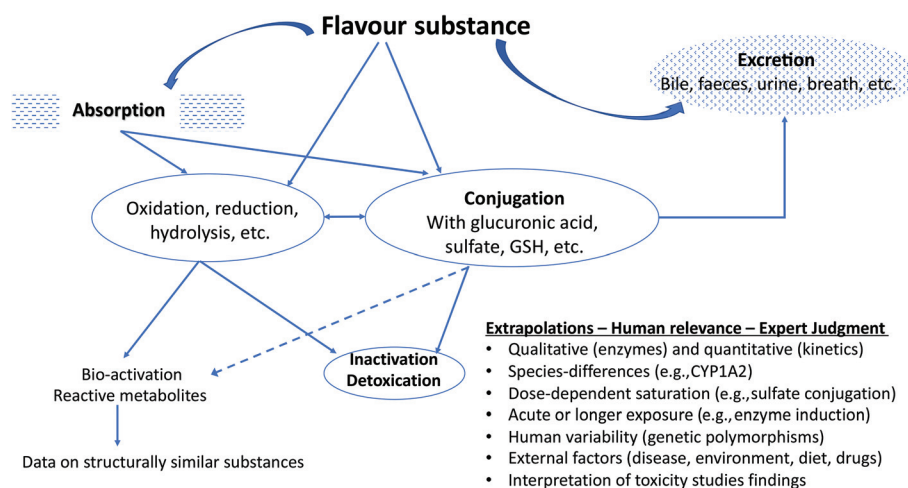 Flavour substance
Excretion
Bile, faeces, urine, breath, etc.
Absorption
Oxidation, reduction,
hydrolysis, etc.
Conjugation
With glucuronic acid,
sulfate, GSH, etc.
Inactivation
Detoxication
Bio-activation
Reactive metabolites
Data on structurally similar substances
Extrapolations – Human relevance – Expert Judgment
• Qualitative (enzymes) and quantitative (kinetics)
• Species-differences (e.g.,CYP1A2)
• Dose-dependent saturation (e.g.,sulfate conjugation)
• Acute or longer exposure (e.g.,enzyme induction)
• Human variability (genetic polymorphisms)
• External factors (disease, environment, diet, drugs)
• Interpretation of toxicity studies findings